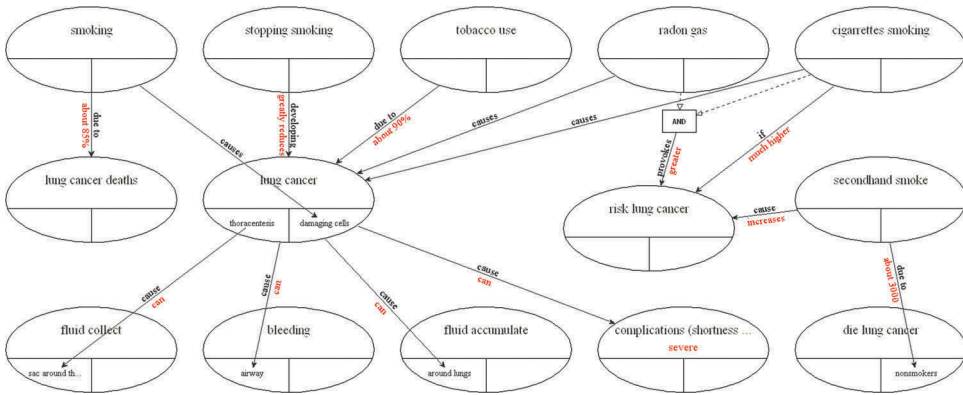 smoking
stopping smoking
tobacco use
radon gas
cigarrettes smoking
due to
about 85%
developing
greatly reduces
causes
due to
about 90%
causes
causes
AND
provokes
greater
if
much higher
lung cancer deaths
lung cancer
thoracentesis
damaging cells
risk lung cancer
secondhand smoke
cause
increases
due to
about 3000
cause
can
cause
can
cause
can
cause
can
fluid collect
sac around th...
bleeding
airway
fluid accumulate
around lungs
complications (shortness ...
severe
die lung cancer
nonsmokers